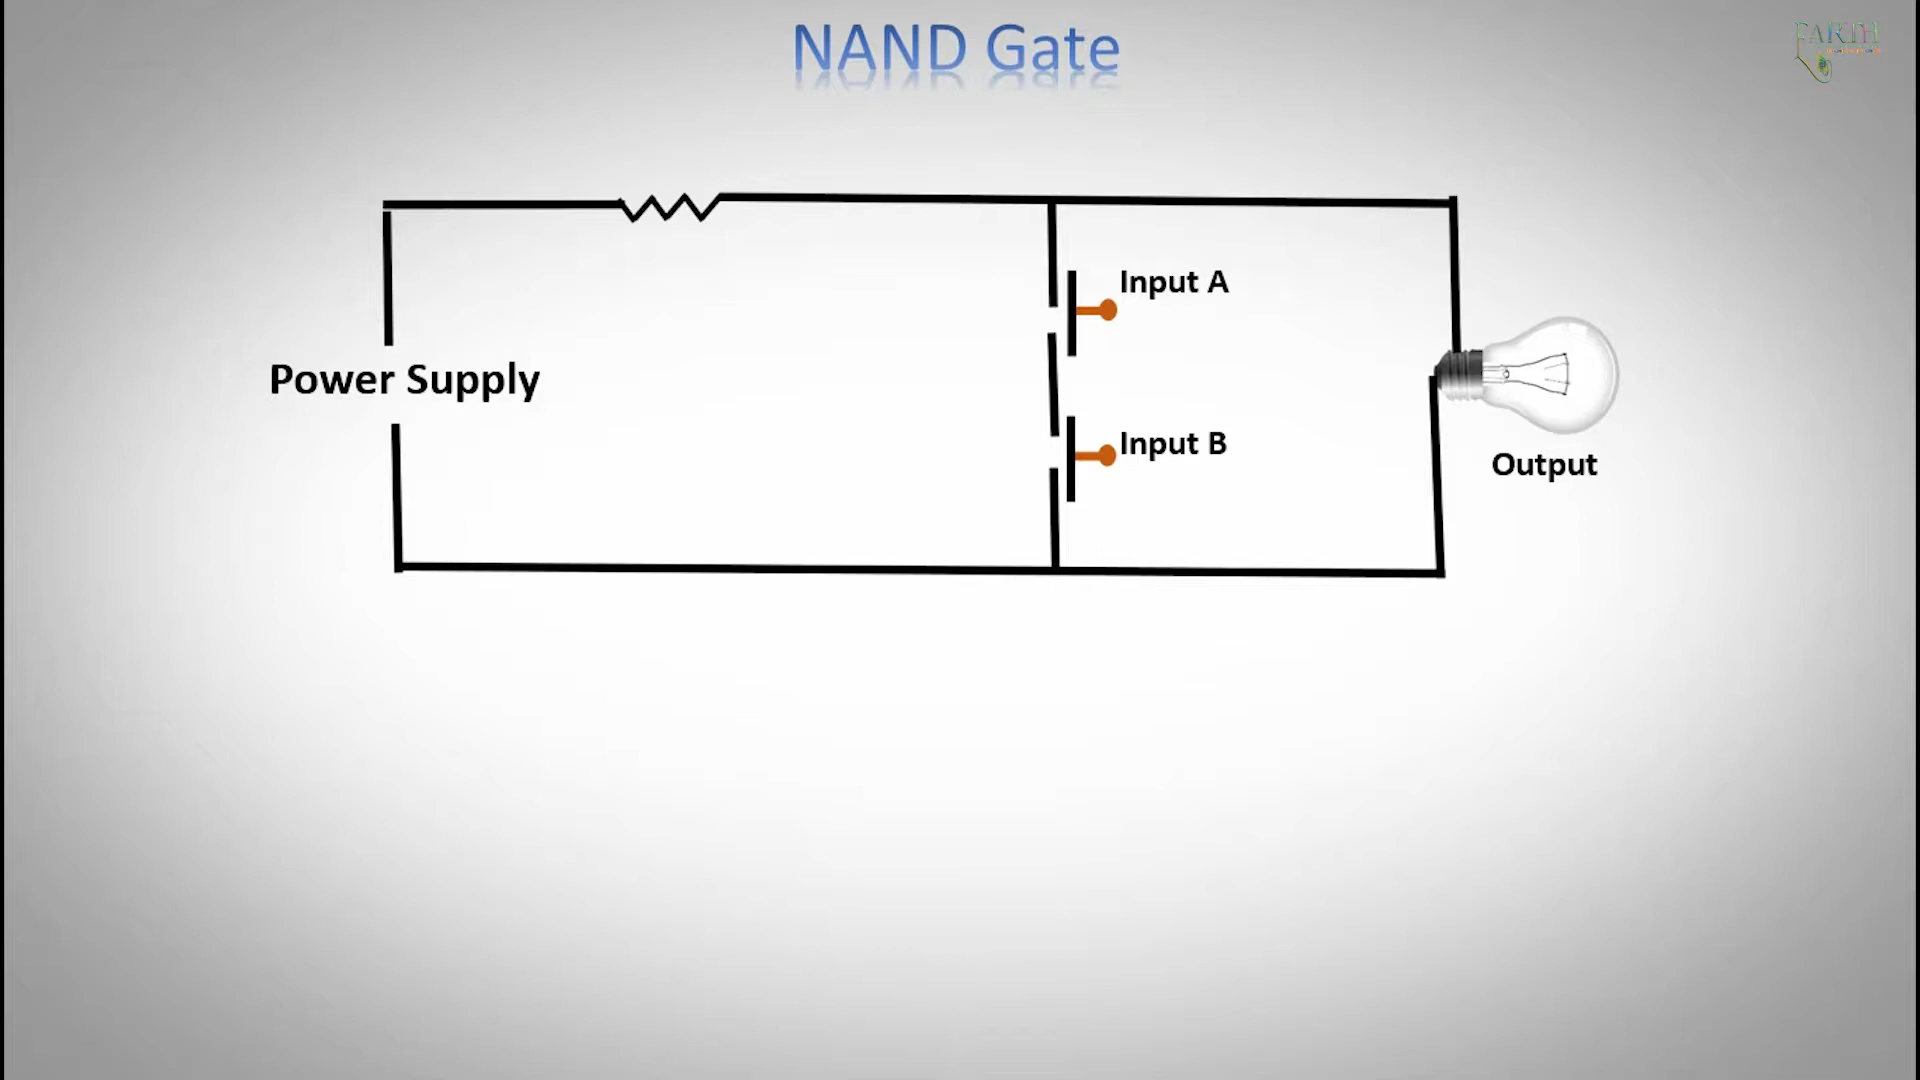 NAND Gate
Input A
Power Supply
Input B
Output